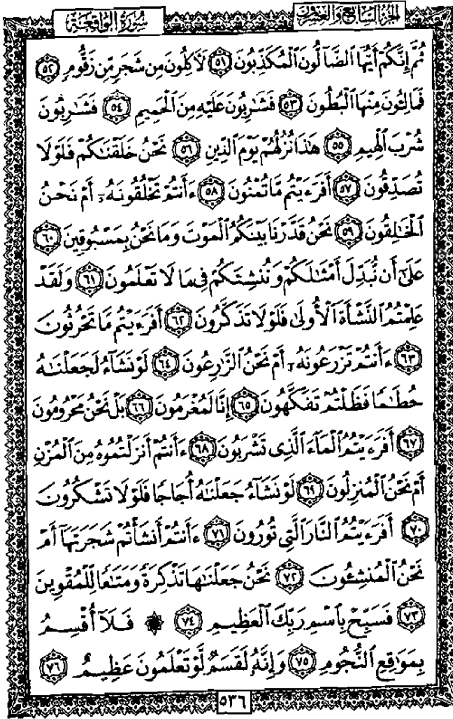 الجزء السابع والعشرون سورة الواقعة
ثُمَّ إِنَّكُمْ أَيُّهَا ٱلضَّآلُّونَ ٱلْمُكَذِّبُونَ ٥١ لَأٓكِلُونَ مِن شَجَرٍ مِّن زَقُّومٍ ٥٢
فَمَالِـُٔونَ مِنْهَا ٱلْبُطُونَ ٥٣ فَشَٰرِبُونَ عَلَيْهِ مِنَ ٱلْحَمِيمِ ٥٤ فَشَٰرِبُونَ
شُرْبَ ٱلْهِيمِ ٥٥ هَٰذَا نُزُلُهُمْ يَوْمَ ٱلدِّينِ ٥٦ نَحْنُ خَلَقْنَٰكُمْ فَلَوْلَا
تُصَدِّقُونَ ٥٧ أَفَرَءَيْتُم مَّا تُمْنُونَ ٥٨ ءَأَنتُمْ تَخْلُقُونَهُۥٓ أَمْ نَحْنُ
ٱلْخَٰلِقُونَ ٥٩ نَحْنُ قَدَّرْنَا بَيْنَكُمُ ٱلْمَوْتَ وَمَا نَحْنُ بِمَسْبُوقِينَ ٦٠
عَلَىٰٓ أَن نُّبَدِّلَ أَمْثَٰلَكُمْ وَنُنشِئَكُمْ فِى مَا لَا تَعْلَمُونَ ٦١ وَلَقَدْ
عَلِمْتُمُ ٱلنَّشْأَةَ ٱلْأُولَىٰ فَلَوْلَا تَذَكَّرُونَ ٦٢ أَفَرَءَيْتُم مَّا تَحْرُثُونَ
٦٣ ءَأَنتُمْ تَزْرَعُونَهُۥٓ أَمْ نَحْنُ ٱلزَّٰرِعُونَ ٦٤ لَوْ نَشَآءُ لَجَعَلْنَٰهُ
حُطَٰمًا فَظَلْتُمْ تَفَكَّهُونَ ٦٥ إِنَّا لَمُغْرَمُونَ ٦٦ بَلْ نَحْنُ مَحْرُومُونَ
٦٧ أَفَرَءَيْتُمُ ٱلْمَآءَ ٱلَّذِى تَشْرَبُونَ ٦٨ ءَأَنتُمْ أَنزَلْتُمُوهُ مِنَ ٱلْمُزْنِ
أَمْ نَحْنُ ٱلْمُنزِلُونَ ٦٩ لَوْ نَشَآءُ جَعَلْنَٰهُ أُجَاجًا فَلَوْلَا تَشْكُرُونَ
٧٠ أَفَرَءَيْتُمُ ٱلنَّارَ ٱلَّتِى تُورُونَ ٧١ ءَأَنتُمْ أَنشَأْتُمْ شَجَرَتَهَآ أَمْ
نَحْنُ ٱلْمُنشِـُٔونَ ٧٢ نَحْنُ جَعَلْنَٰهَا تَذْكِرَةً وَمَتَٰعًا لِّلْمُقْوِينَ
٧٣ فَسَبِّحْ بِٱسْمِ رَبِّكَ ٱلْعَظِيمِ ٧٤ ۞ فَلَآ أُقْسِمُ
بِمَوَٰقِعِ ٱلنُّجُومِ ٧٥ وَإِنَّهُۥ لَقَسَمٌ لَّوْ تَعْلَمُونَ عَظِيمٌ ٧٦
٥٣٦